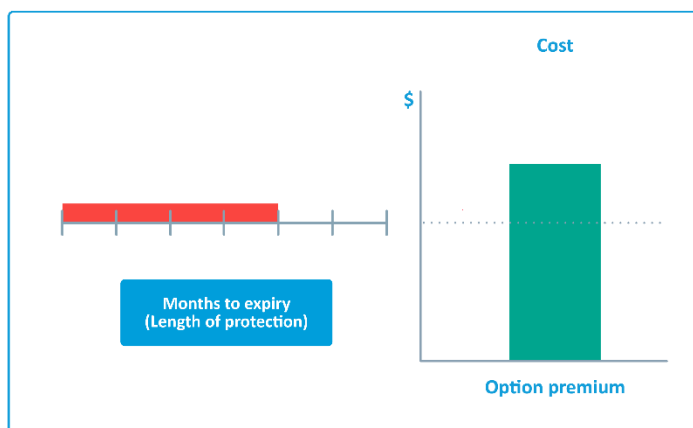 Cost
$
Months to expiry
(Length of protection)
Option premium